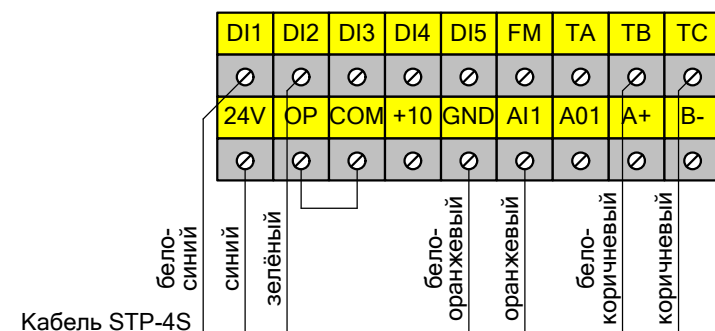 DI1 DI2 DI3 DI4 DI5 FM TA TB TC
24V OP COM +10 GND AI1 A01 A+ B-
бело-
синий
синий
зелёный
бело-
оранжевый
оранжевый
бело-
коричневый
коричневый
Кабель STP-4S